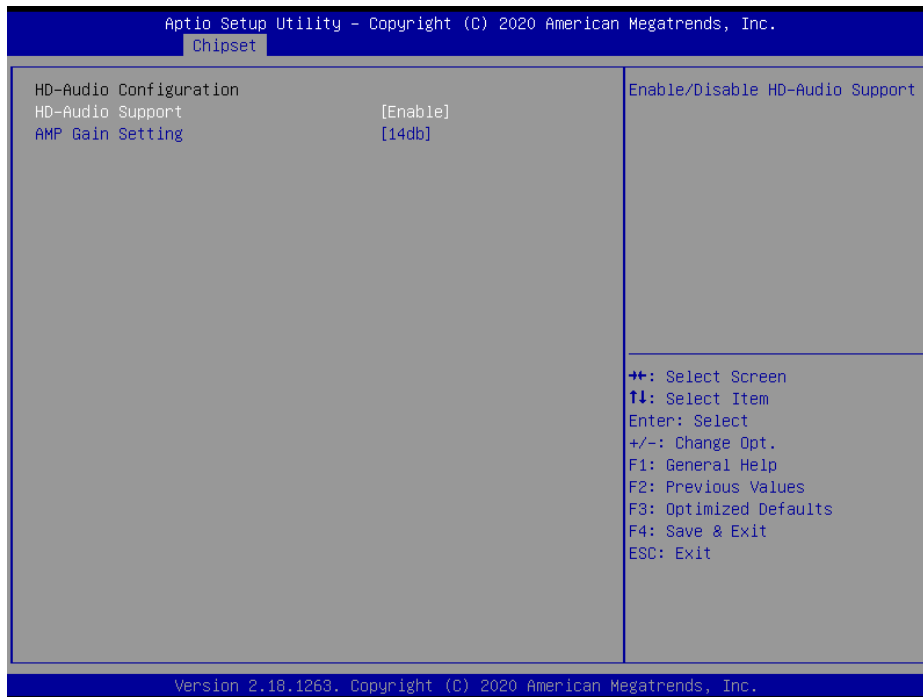 Aptio Setup Utility – Copyright (C) 2020 American Megatrends, Inc.
Chipset
HD-Audio Configuration
HD-Audio Support [Enable]
AMP Gain Setting [14db]
Enable/Disable HD-Audio Support
→←: Select Screen
↑↓: Select Item
Enter: Select
+/-: Change Opt.
F1: General Help
F2: Previous Values
F3: Optimized Defaults
F4: Save & Exit
ESC: Exit
Version 2.18.1263. Copyright (C) 2020 American Megatrends, Inc.